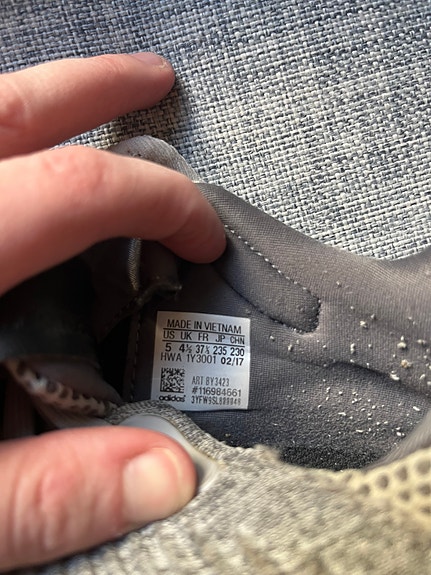 MADE IN VIETNAM
US UK FR JP CHN
5 4½ 37⅓ 235 230
HWA 1Y3001 02/17
ART BY3423
#116984661
adidas